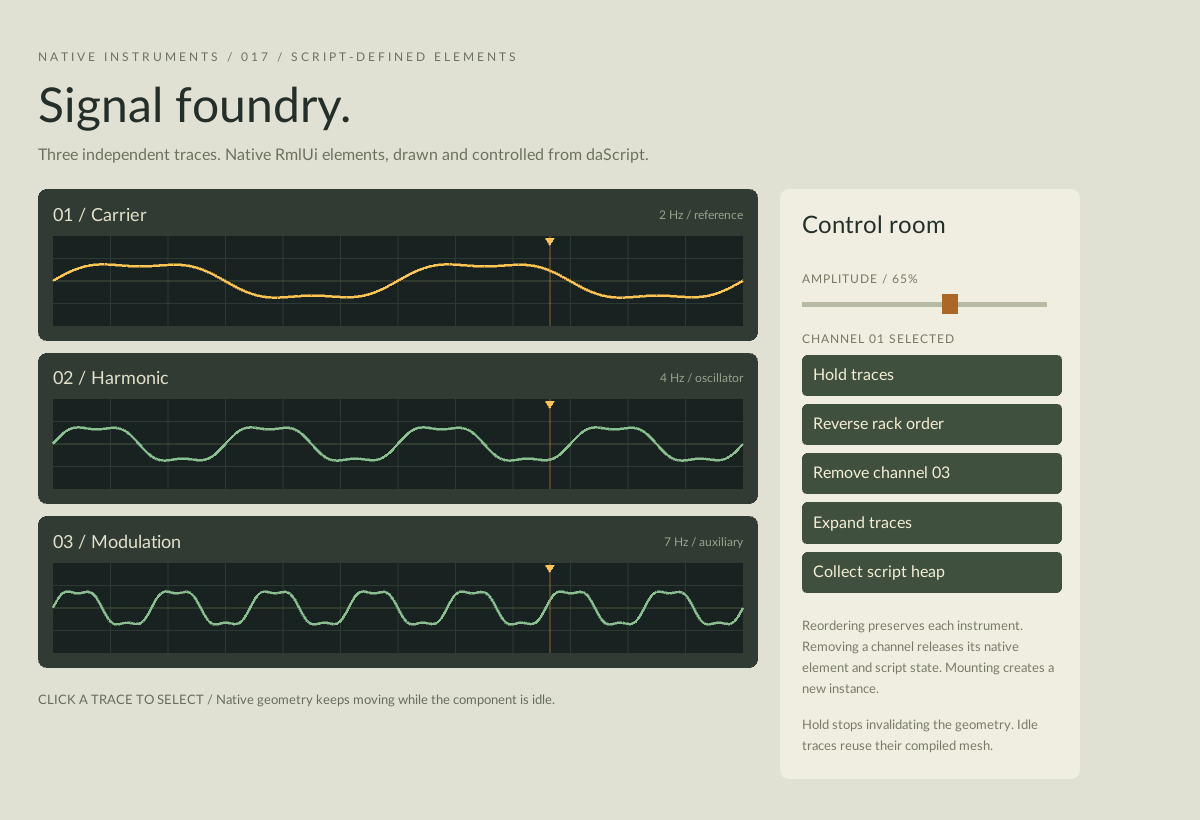 NATIVE INSTRUMENTS / 017 / SCRIPT-DEFINED ELEMENTS
Signal foundry.
Three independent traces. Native RmlUi elements, drawn and controlled from daScript.
01 / Carrier
2 Hz / reference
02 / Harmonic
4 Hz / oscillator
03 / Modulation
7 Hz / auxiliary
CLICK A TRACE TO SELECT / Native geometry keeps moving while the component is idle.
Control room
AMPLITUDE / 65%
CHANNEL 01 SELECTED
Hold traces
Reverse rack order
Remove channel 03
Expand traces
Collect script heap
Reordering preserves each instrument.
Removing a channel releases its native
element and script state. Mounting creates a
new instance.
Hold stops invalidating the geometry. Idle
traces reuse their compiled mesh.